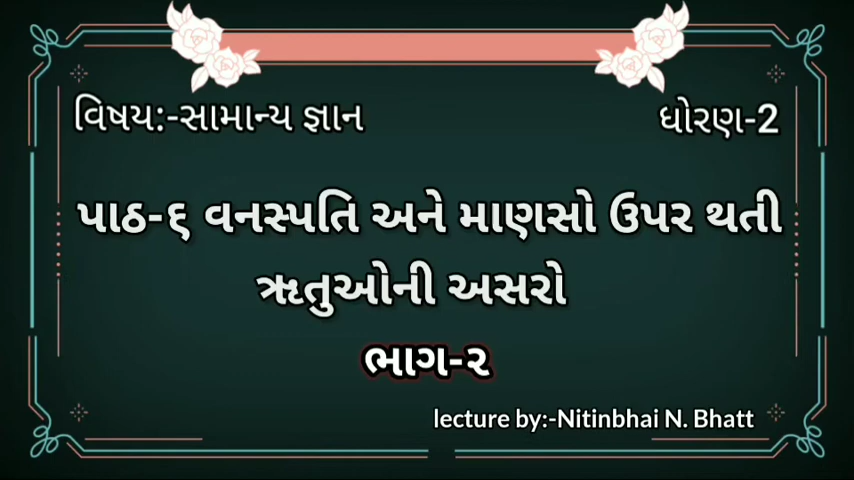 વિષય:-સામાન્ય જ્ઞાન
ધોરણ-2
પાઠ-૬ વનસ્પતિ અને માણસો ઉપર થતી
ઋતુઓની અસરો
ભાગ-૨
lecture by:-Nitinbhai N. Bhatt